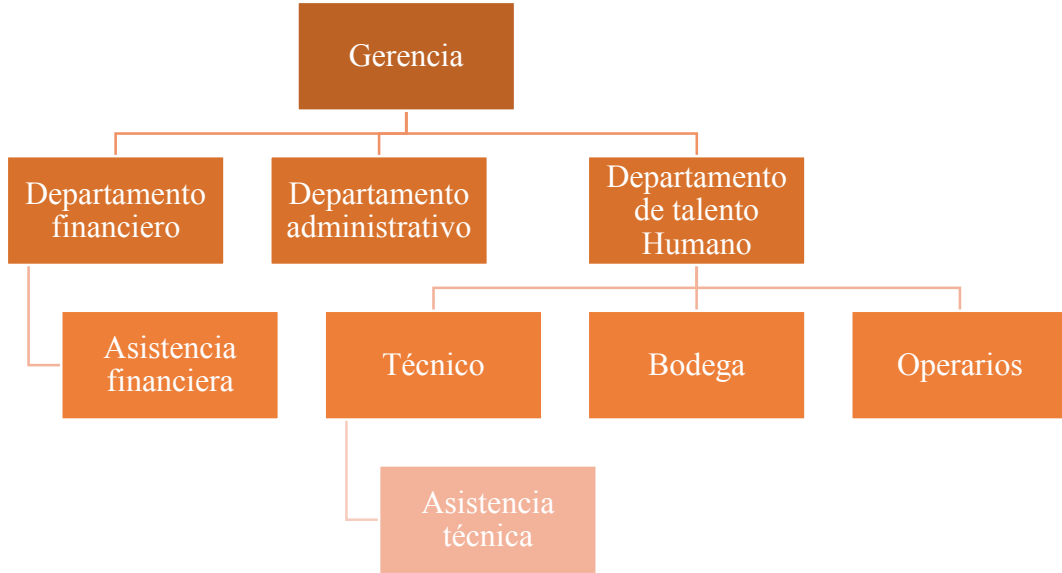 Gerencia
Departamento
financiero
Departamento
administrativo
Departamento
de talento
Humano
Asistencia
financiera
Técnico
Bodega
Operarios
Asistencia
técnica